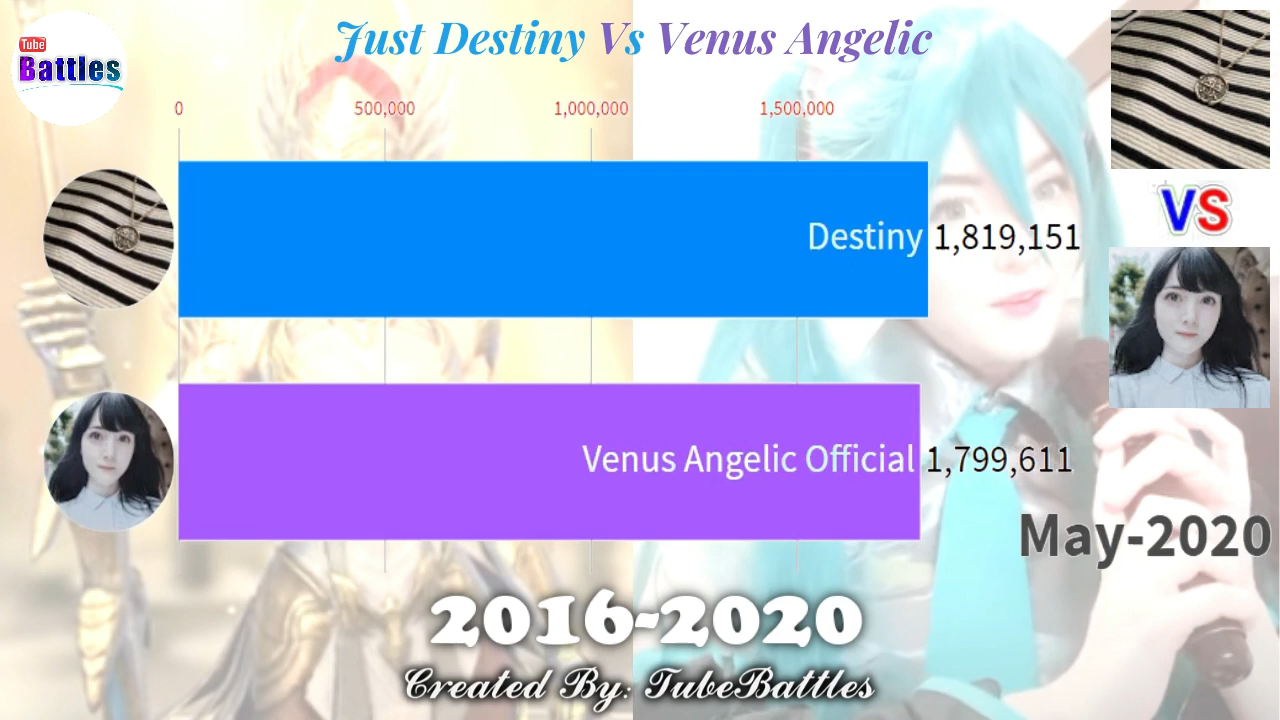 Just Destiny Vs Venus Angelic
Tube
Battles
0 500,000 1,000,000 1,500,000
VS
Destiny 1,819,151
Venus Angelic Official 1,799,611
May-2020
2016-2020
Created By: TubeBattles